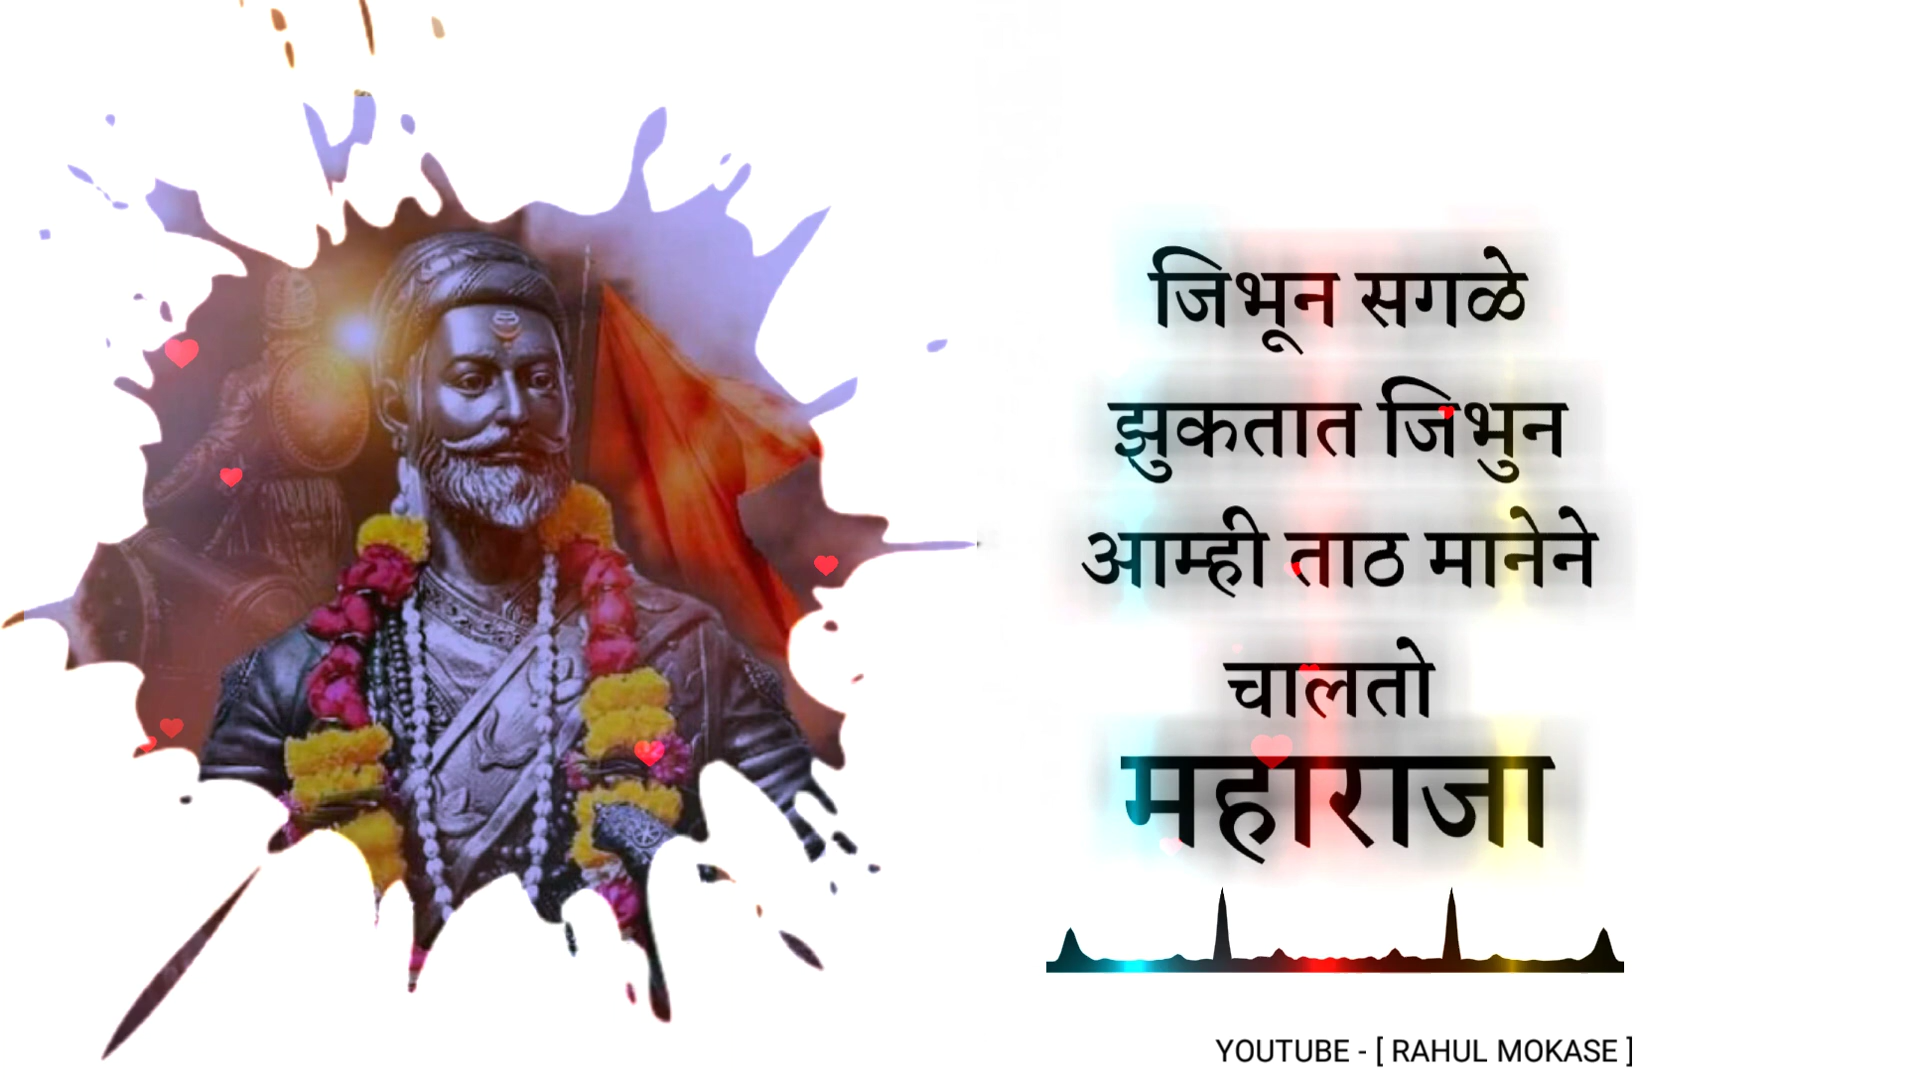 जिभून सगळे
झुकतात जिभुन
आम्ही ताठ मानेने
चालतो
महाराजा
YOUTUBE - [ RAHUL MOKASE ]